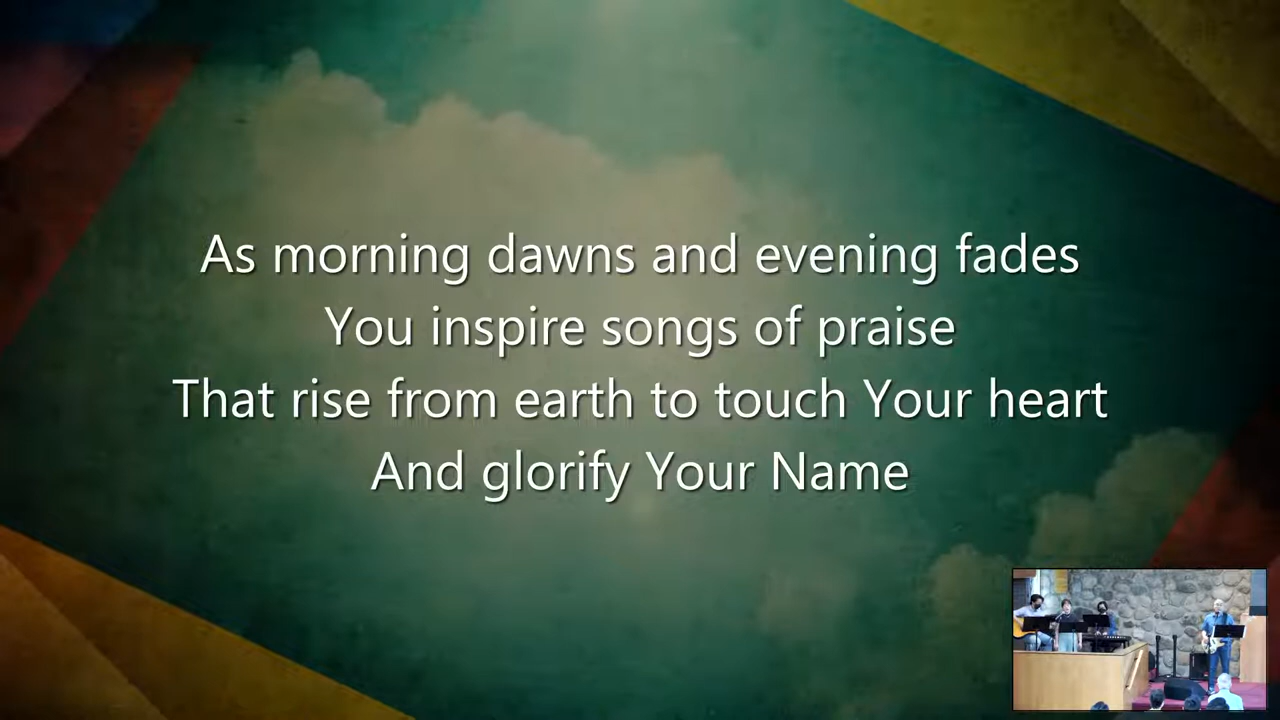 As morning dawns and evening fades
You inspire songs of praise
That rise from earth to touch Your heart
And glorify Your Name